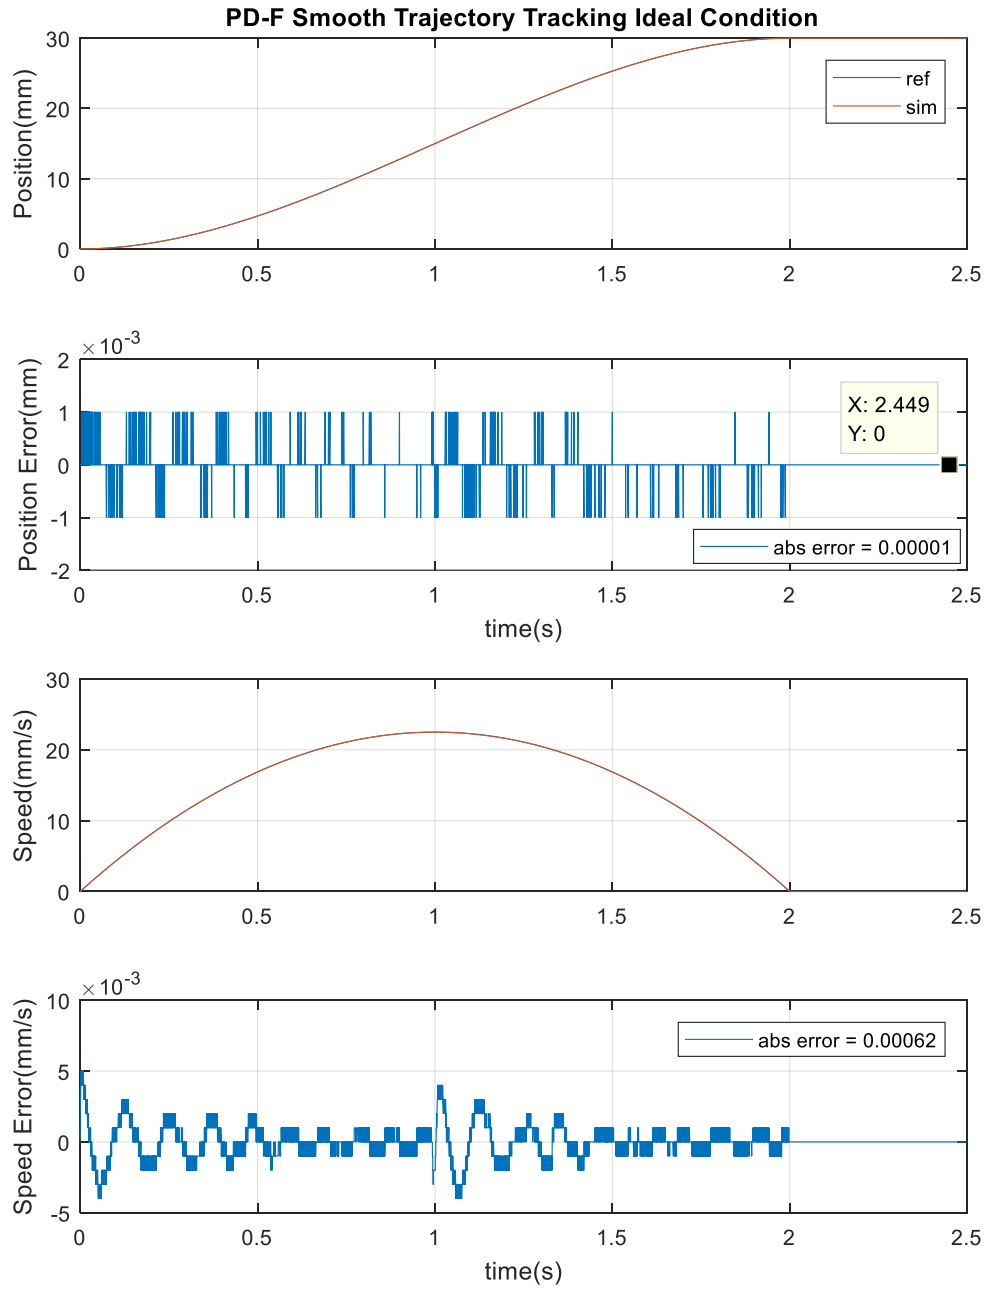 PD-F Smooth Trajectory Tracking Ideal Condition
Position(mm)
30
20
10
0
ref
sim
0 0.5 1 1.5 2 2.5
×10-3
Position Error(mm)
2
1
0
-1
-2
X: 2.449
Y: 0
abs error = 0.00001
0 0.5 1 1.5 2 2.5
time(s)
Speed(mm/s)
30
20
10
0
0 0.5 1 1.5 2 2.5
×10-3
Speed Error(mm/s)
10
5
0
-5
abs error = 0.00062
0 0.5 1 1.5 2 2.5
time(s)